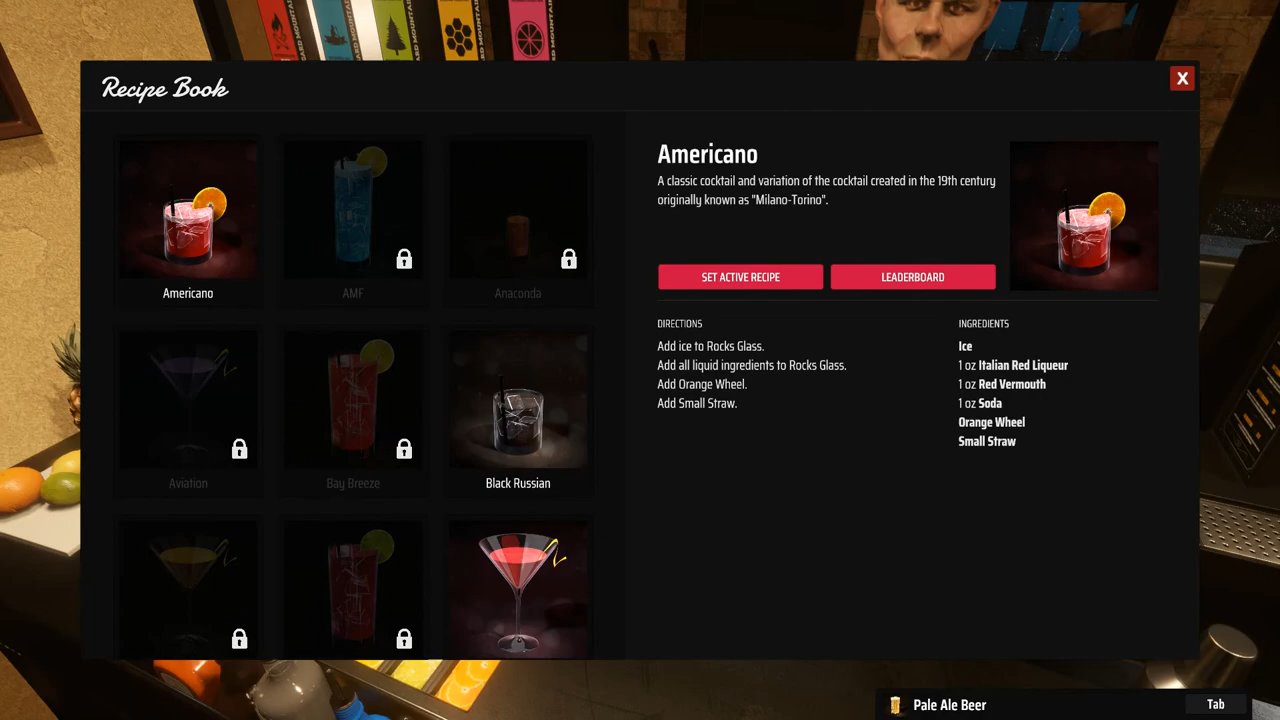 Recipe Book
X
Americano
AMF
Anaconda
Aviation
Bay Breeze
Black Russian
Americano
A classic cocktail and variation of the cocktail created in the 19th century
originally known as "Milano-Torino".
SET ACTIVE RECIPE
LEADERBOARD
DIRECTIONS
Add ice to Rocks Glass.
Add all liquid ingredients to Rocks Glass.
Add Orange Wheel.
Add Small Straw.
INGREDIENTS
Ice
1 oz Italian Red Liqueur
1 oz Red Vermouth
1 oz Soda
Orange Wheel
Small Straw
Pale Ale Beer
Tab